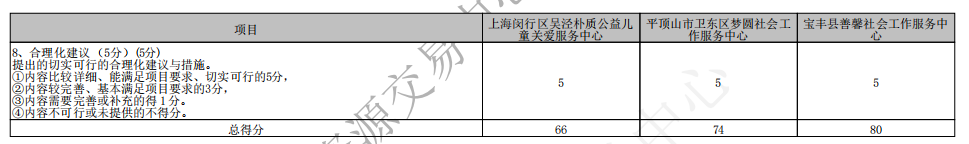 项目
上海闵行区吴泾朴质公益儿
童关爱服务中心
平顶山市卫东区梦圆社会工
作服务中心
宝丰县善馨社会工作服务中
心
8、合理化建议（5分）(5分)
提出的切实可行的合理化建议与措施。
①内容比较详细、能满足项目要求、切实可行的5分，
②内容较完善、基本满足项目要求的3分，
③内容需要完善或补充的得１分。
④内容不可行或未提供的不得分。
5
5
5
总得分
66
74
80
源交易
中心